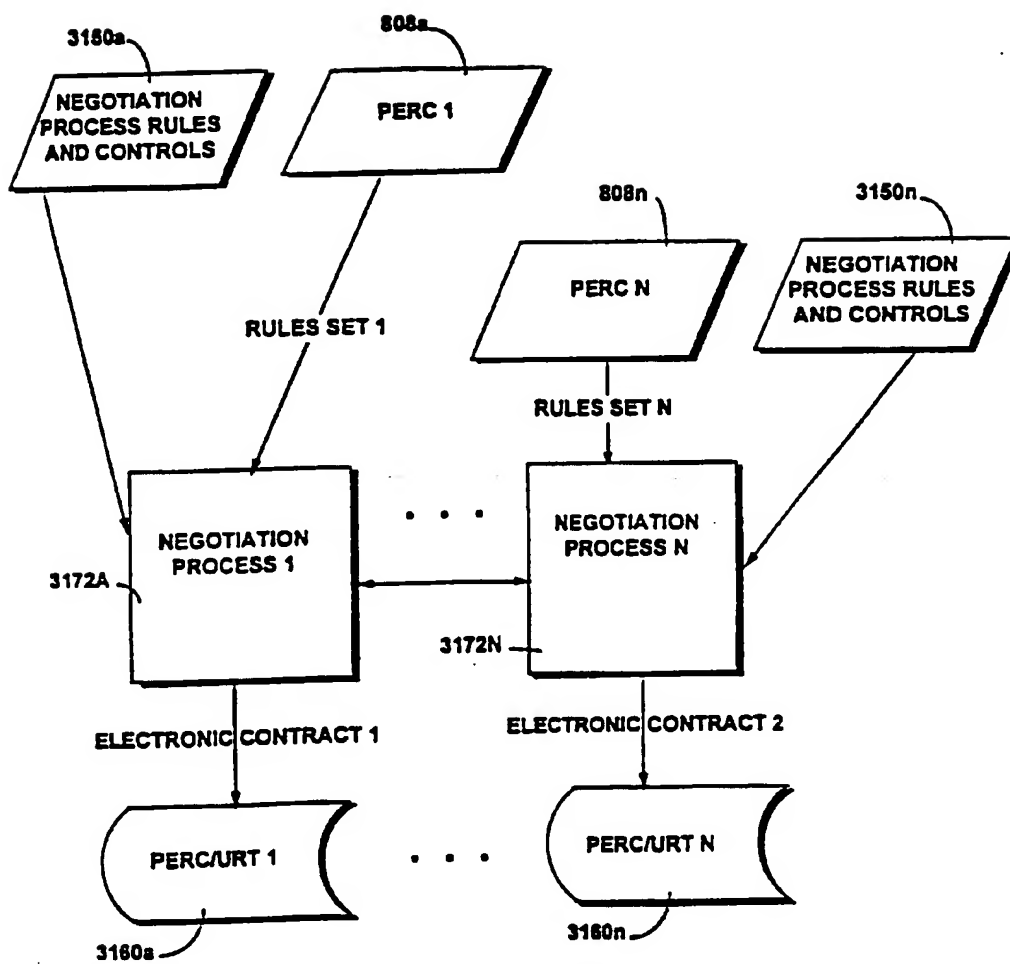 3150a
808a
NEGOTIATION
PROCESS RULES
AND CONTROLS
PERC 1
808n
3150n
PERC N
NEGOTIATION
PROCESS RULES
AND CONTROLS
RULES SET 1
RULES SET N
NEGOTIATION
PROCESS 1
. . .
NEGOTIATION
PROCESS N
3172A
3172N
ELECTRONIC CONTRACT 1
ELECTRONIC CONTRACT 2
PERC/URT 1
. . .
PERC/URT N
3160a
3160n